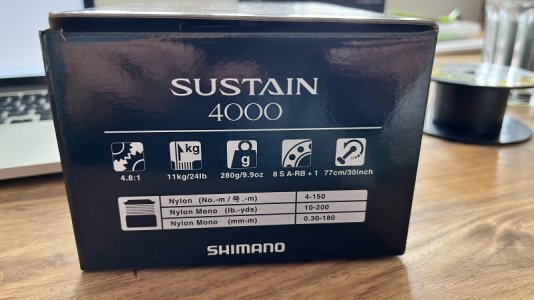 SUSTAIN
4000
kg
g
4.8:1
11kg/24lb
280g/9.9oz
8 S A-RB + 1
77cm/30inch
Nylon (No.-m / 号.-m) 4-150
Nylon Mono (lb.-yds) 10-200
Nylon Mono (mm-m) 0.30-180
SHIMANO